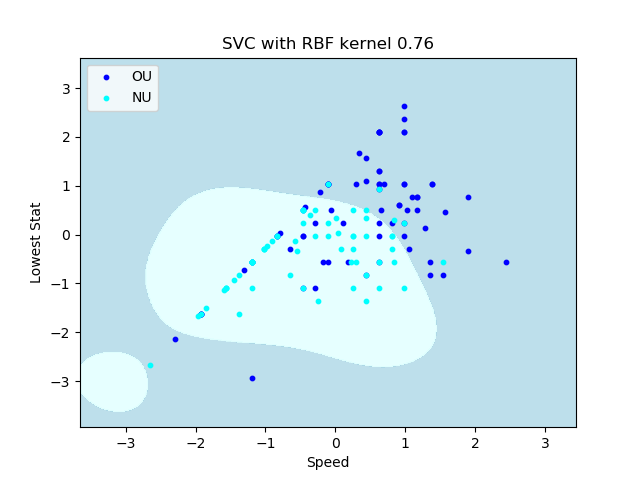 SVC with RBF kernel 0.76
OU
NU
3
2
1
0
−1
−2
−3
Lowest Stat
−3 −2 −1 0 1 2 3
Speed